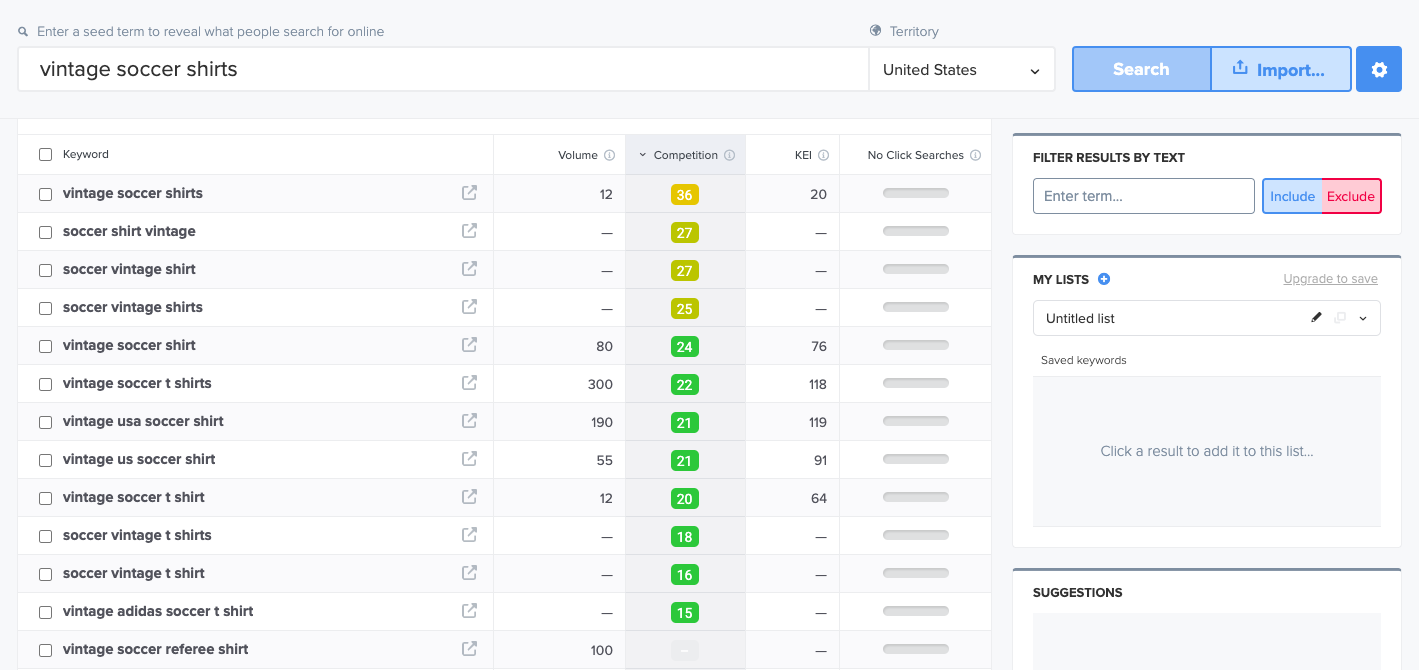 Enter a seed term to reveal what people search for online Territory
vintage soccer shirts United States Search Import...
Keyword Volume Competition KEI No Click Searches
vintage soccer shirts 12 36 20
soccer shirt vintage — 27 —
soccer vintage shirt — 27 —
soccer vintage shirts — 25 —
vintage soccer shirt 80 24 76
vintage soccer t shirts 300 22 118
vintage usa soccer shirt 190 21 119
vintage us soccer shirt 55 21 91
vintage soccer t shirt 12 20 64
soccer vintage t shirts — 18 —
soccer vintage t shirt — 16 —
vintage adidas soccer t shirt — 15 —
vintage soccer referee shirt 100 – —
FILTER RESULTS BY TEXT
Enter term... Include Exclude
MY LISTS Upgrade to save
Untitled list
Saved keywords
Click a result to add it to this list...
SUGGESTIONS